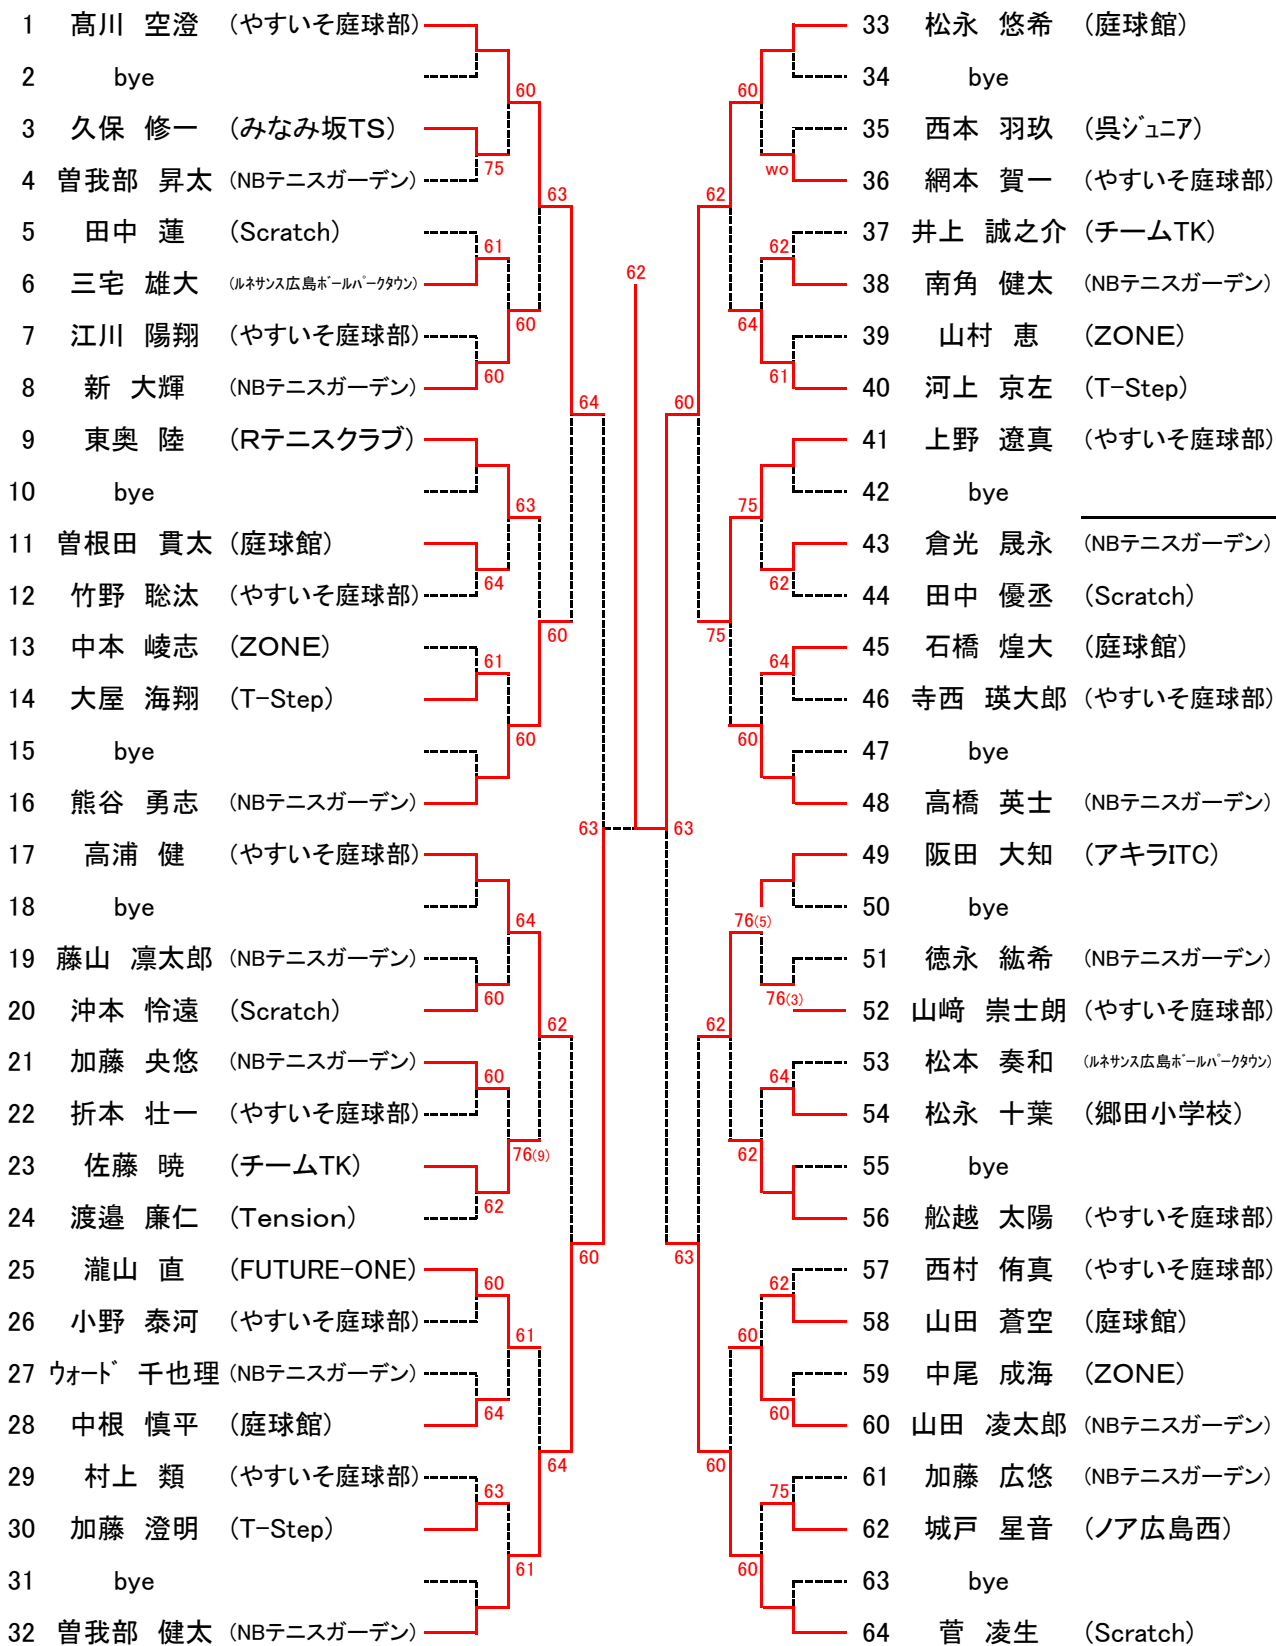 1 髙川 空澄 (やすいそ庭球部)
2 bye
60
3 久保 修一 (みなみ坂TS)
75
4 曽我部 昇太 (NBテニスガーデン)
63
5 田中 蓮 (Scratch)
61
6 三宅 雄大 (ルネサンス広島ボールパークタウン)
60
7 江川 陽翔 (やすいそ庭球部)
60
8 新 大輝 (NBテニスガーデン)
64
9 東奥 陸 (Rテニスクラブ)
10 bye
63
11 曽根田 貫太 (庭球館)
64
12 竹野 聡汰 (やすいそ庭球部)
60
13 中本 崚志 (ZONE)
61
14 大屋 海翔 (T-Step)
60
15 bye
16 熊谷 勇志 (NBテニスガーデン)
63
17 高浦 健 (やすいそ庭球部)
18 bye
64
19 藤山 凛太郎 (NBテニスガーデン)
60
20 沖本 怜遠 (Scratch)
62
21 加藤 央悠 (NBテニスガーデン)
60
22 折本 壮一 (やすいそ庭球部)
76(9)
23 佐藤 暁 (チームTK)
62
24 渡邉 廉仁 (Tension)
60
25 瀧山 直 (FUTURE-ONE)
60
26 小野 泰河 (やすいそ庭球部)
61
27 ウォード 千也理 (NBテニスガーデン)
64
28 中根 慎平 (庭球館)
64
29 村上 類 (やすいそ庭球部)
63
30 加藤 澄明 (T-Step)
61
31 bye
32 曽我部 健太 (NBテニスガーデン)
62
33 松永 悠希 (庭球館)
34 bye
60
35 西本 羽玖 (呉ジュニア)
wo
36 網本 賀一 (やすいそ庭球部)
62
37 井上 誠之介 (チームTK)
62
38 南角 健太 (NBテニスガーデン)
64
39 山村 恵 (ZONE)
61
40 河上 京左 (T-Step)
60
41 上野 遼真 (やすいそ庭球部)
42 bye
75
43 倉光 晟永 (NBテニスガーデン)
62
44 田中 優丞 (Scratch)
75
45 石橋 煌大 (庭球館)
64
46 寺西 瑛大郎 (やすいそ庭球部)
60
47 bye
48 高橋 英士 (NBテニスガーデン)
63
49 阪田 大知 (アキラITC)
50 bye
76(5)
51 徳永 紘希 (NBテニスガーデン)
76(3)
52 山﨑 崇士朗 (やすいそ庭球部)
62
53 松本 奏和 (ルネサンス広島ボールパークタウン)
64
54 松永 十葉 (郷田小学校)
62
55 bye
56 舩越 太陽 (やすいそ庭球部)
63
57 西村 侑真 (やすいそ庭球部)
62
58 山田 蒼空 (庭球館)
60
59 中尾 成海 (ZONE)
60
60 山田 凌太郎 (NBテニスガーデン)
60
61 加藤 広悠 (NBテニスガーデン)
75
62 城戸 星音 (ノア広島西)
60
63 bye
64 菅 凌生 (Scratch)